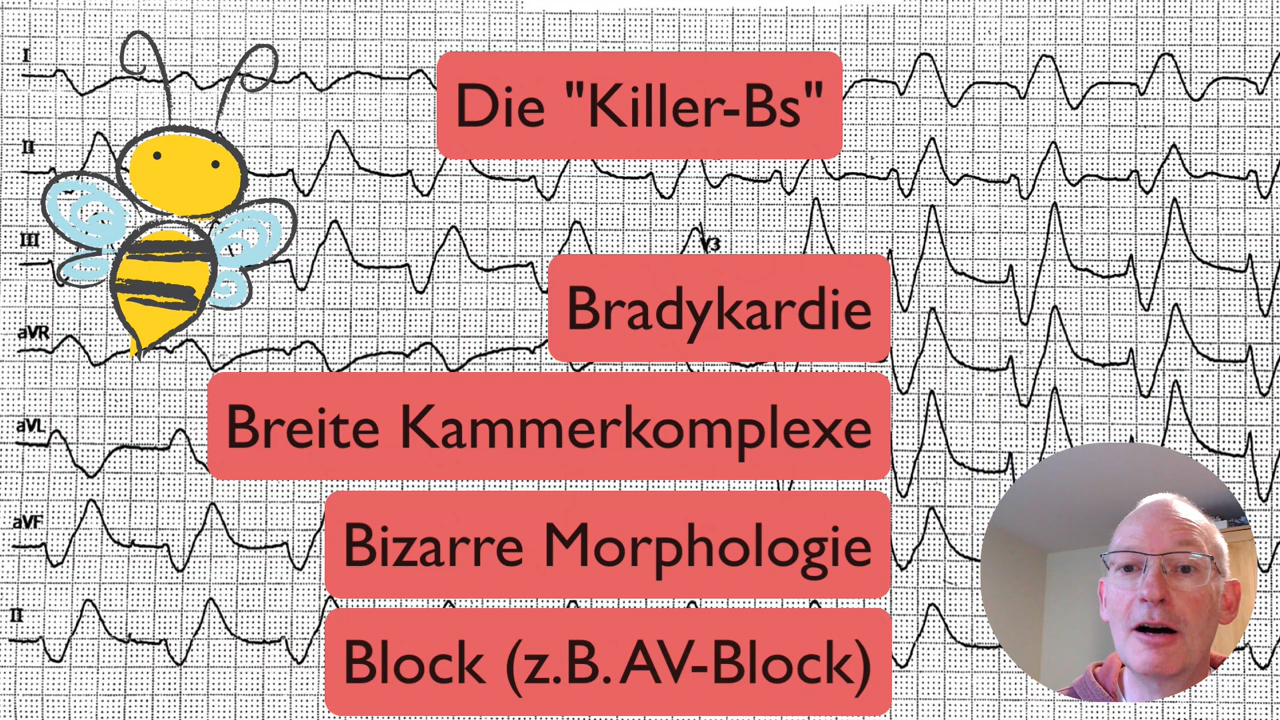 I
Die "Killer-Bs"
II
III
V3
Bradykardie
aVR
Breite Kammerkomplexe
aVL
Bizarre Morphologie
aVF
II
Block (z.B. AV-Block)